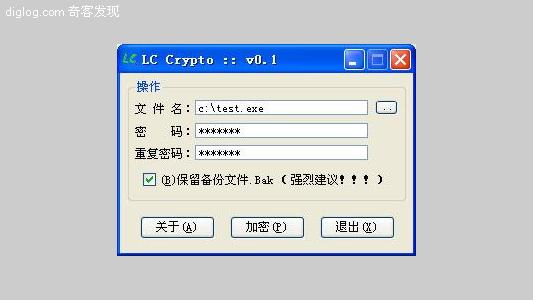 diglog.com 奇客发现
LC LC Crypto :: v0.1
操作
文 件 名： c:\test.exe ..
密 码： *******
重复密码： *******
(B)保留备份文件.Bak ( 强烈建议！！！ )
关于(A) 加密(P) 退出(X)